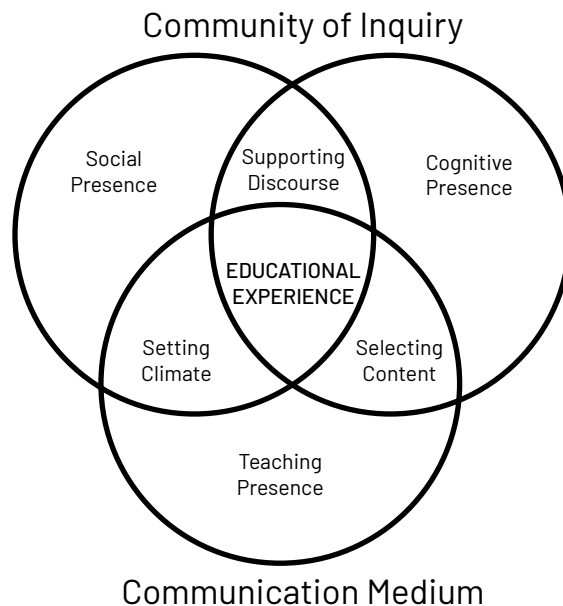 Community of Inquiry
Social
Presence
Supporting
Discourse
Cognitive
Presence
EDUCATIONAL
EXPERIENCE
Setting
Climate
Selecting
Content
Teaching
Presence
Communication Medium